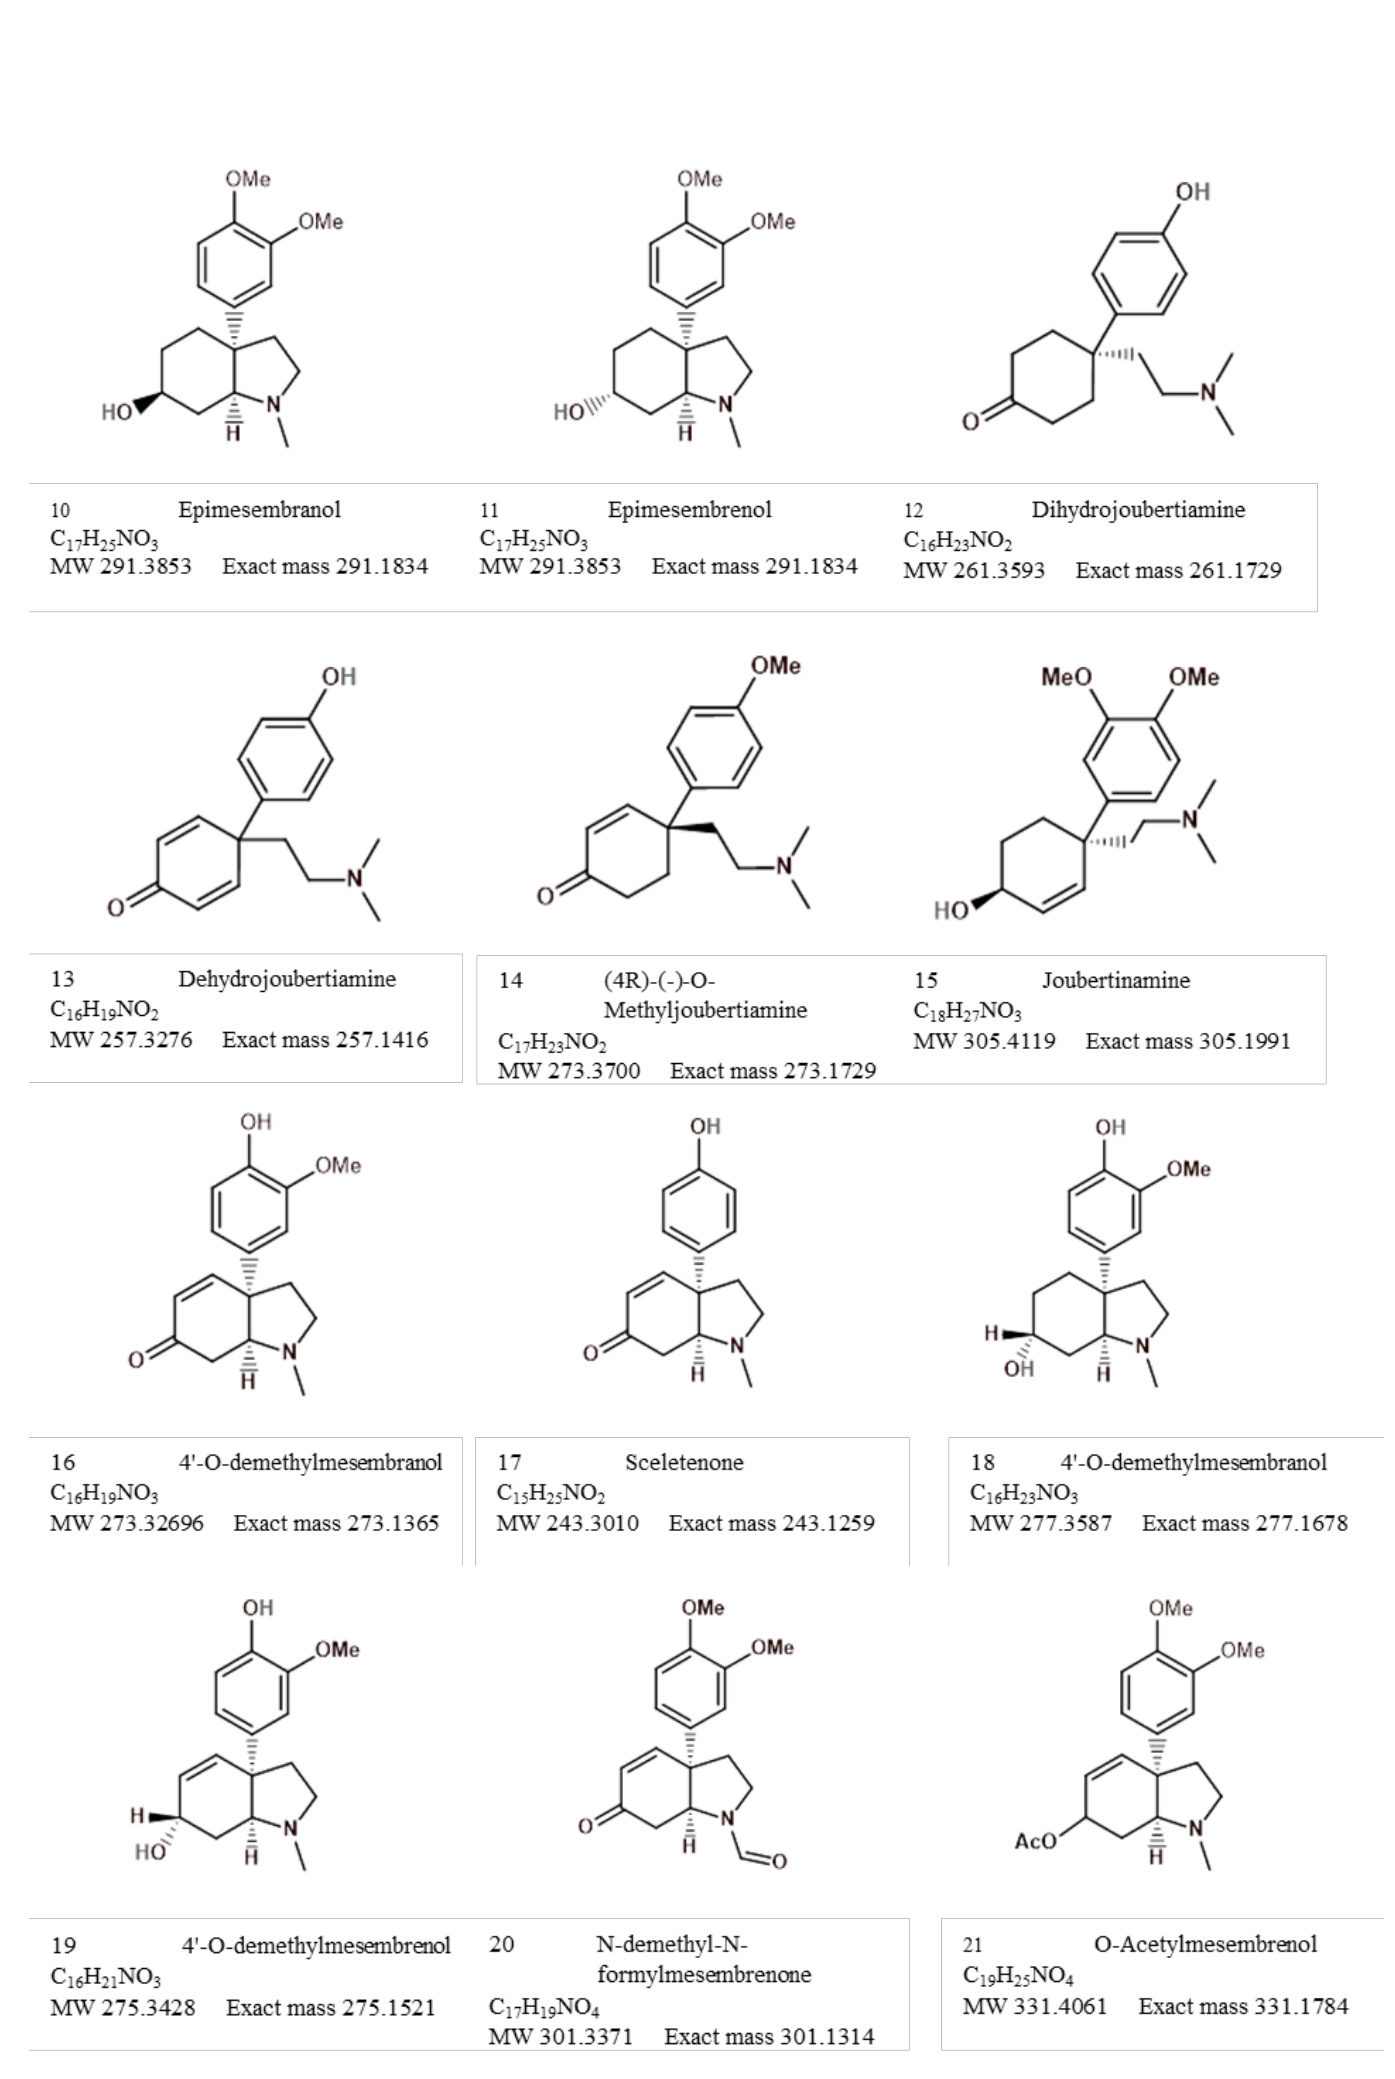 OMe
OMe
HO
N
H
OMe
OMe
HO
N
H
OH
O
N
10 Epimesembranol
C₁₇H₂₅NO₃
MW 291.3853 Exact mass 291.1834
11 Epimesembrenol
C₁₇H₂₅NO₃
MW 291.3853 Exact mass 291.1834
12 Dihydrojoubertiamine
C₁₆H₂₃NO₂
MW 261.3593 Exact mass 261.1729
OH
N
O
OMe
N
O
MeO OMe
N
HO
13 Dehydrojoubertiamine
C₁₆H₁₉NO₂
MW 257.3276 Exact mass 257.1416
14 (4R)-(-)-O-
Methyljoubertiamine
C₁₇H₂₃NO₂
MW 273.3700 Exact mass 273.1729
15 Joubertinamine
C₁₈H₂₇NO₃
MW 305.4119 Exact mass 305.1991
OH
OMe
O
N
H
OH
O
N
H
OH
OMe
H
OH
N
H
16 4'-O-demethylmesembranol
C₁₆H₁₉NO₃
MW 273.32696 Exact mass 273.1365
17 Sceletenone
C₁₅H₂₅NO₂
MW 243.3010 Exact mass 243.1259
18 4'-O-demethylmesembranol
C₁₆H₂₃NO₃
MW 277.3587 Exact mass 277.1678
OH
OMe
H
HO
N
H
OMe
OMe
O
N
H
O
OMe
OMe
AcO
N
H
19 4'-O-demethylmesembrenol
C₁₆H₂₁NO₃
MW 275.3428 Exact mass 275.1521
20 N-demethyl-N-
formylmesembrenone
C₁₇H₁₉NO₄
MW 301.3371 Exact mass 301.1314
21 O-Acetylmesembrenol
C₁₉H₂₅NO₄
MW 331.4061 Exact mass 331.1784